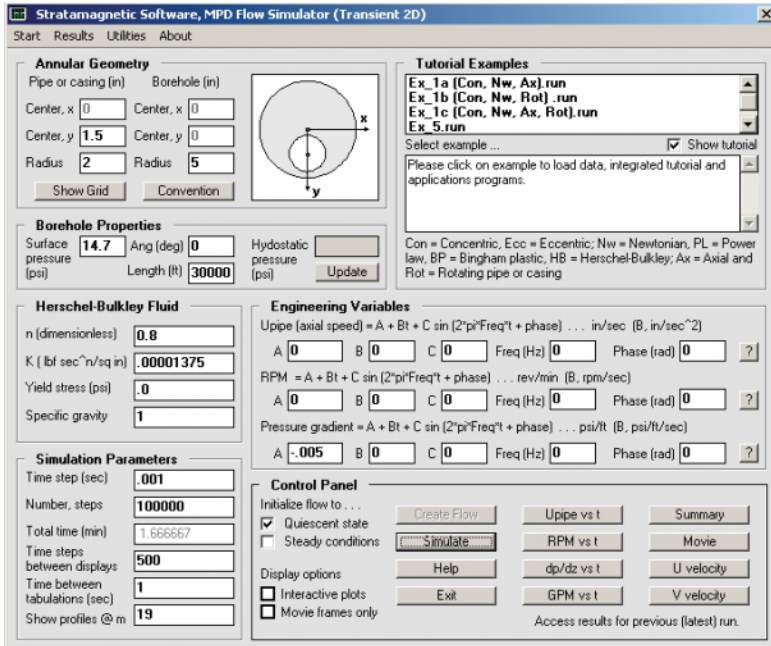 Stratamagnetic Software, MPD Flow Simulator (Transient 2D)
Start Results Utilities About
Annular Geometry
Pipe or casing (in) Borehole (in)
Center, x 0 Center, x 0
Center, y 1.5 Center, y 0
Radius 2 Radius 5
Show Grid Convention
x
y
Tutorial Examples
Ex_1a (Con, Nw, Ax).run
Ex_1b (Con, Nw, Rot) .run
Ex_1c (Con, Nw, Ax, Rot).run
Ex_5.run
Select example ... Show tutorial
Please click on example to load data, integrated tutorial and
applications programs.
Con = Concentric, Ecc = Eccentric; Nw = Newtonian, PL = Power
law, BP = Bingham plastic, HB = Herschel-Bulkley; Ax = Axial and
Rot = Rotating pipe or casing
Borehole Properties
Surface pressure (psi) 14.7 Ang (deg) 0
Length (ft) 30000
Hydostatic
pressure
(psi) Update
Herschel-Bulkley Fluid
n (dimensionless) 0.8
K ( lbf sec^n/sq in) .00001375
Yield stress (psi) .0
Specific gravity 1
Engineering Variables
Upipe (axial speed) = A + Bt + C sin (2*pi*Freq*t + phase) . . . in/sec (B, in/sec^2)
A 0 B 0 C 0 Freq (Hz) 0 Phase (rad) 0 ?
RPM = A + Bt + C sin (2*pi*Freq*t + phase) . . . rev/min (B, rpm/sec)
A 0 B 0 C 0 Freq (Hz) 0 Phase (rad) 0 ?
Pressure gradient = A + Bt + C sin (2*pi*Freq*t + phase) . . . psi/ft (B, psi/ft/sec)
A -.005 B 0 C 0 Freq (Hz) 0 Phase (rad) 0 ?
Simulation Parameters
Time step (sec) .001
Number, steps 100000
Total time (min) 1.666667
Time steps
between displays 500
Time between
tabulations (sec) 1
Show profiles @ m 19
Control Panel
Initialize flow to . . .
Quiescent state
Steady conditions
Display options
Interactive plots
Movie frames only
Create Flow Upipe vs t Summary
Simulate RPM vs t Movie
Help dp/dz vs t U velocity
Exit GPM vs t V velocity
Access results for previous (latest) run.